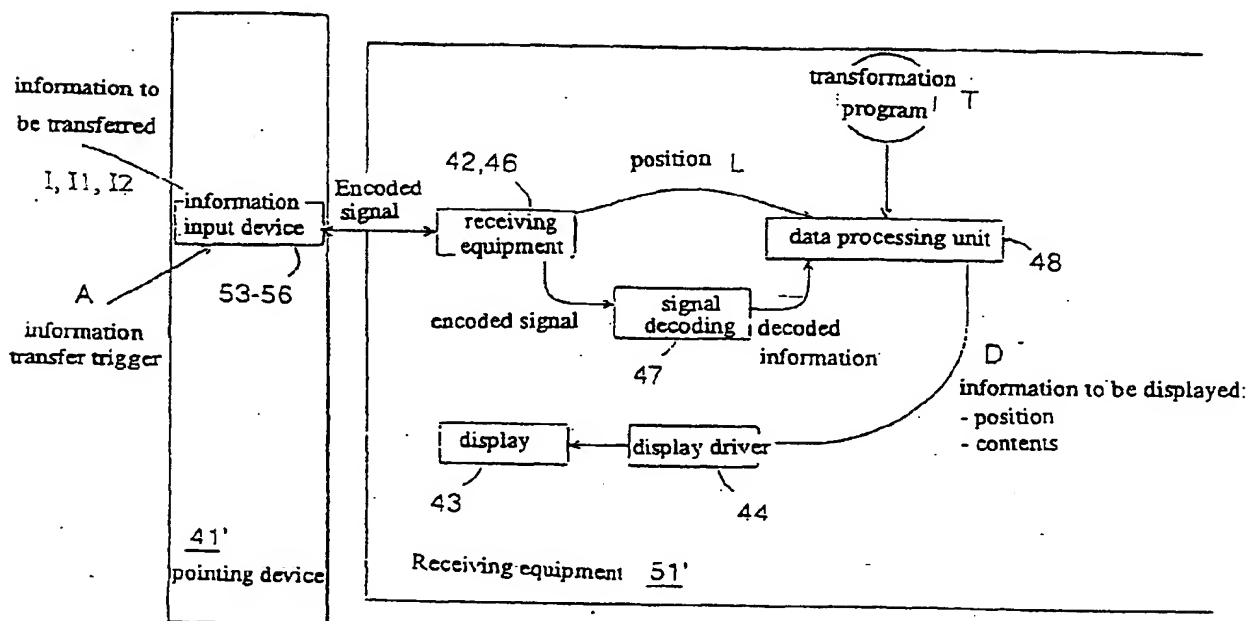 information to
be transferred
I, I1, I2
information
input device
53-56
A
information
transfer trigger
41'
pointing device
Encoded
signal
42,46
receiving
equipment
position L
transformation
program T
data processing unit
48
encoded signal
signal
decoding
47
decoded
information
D
information to be displayed:
- position
- contents
display
43
display driver
44
Receiving equipment 51'